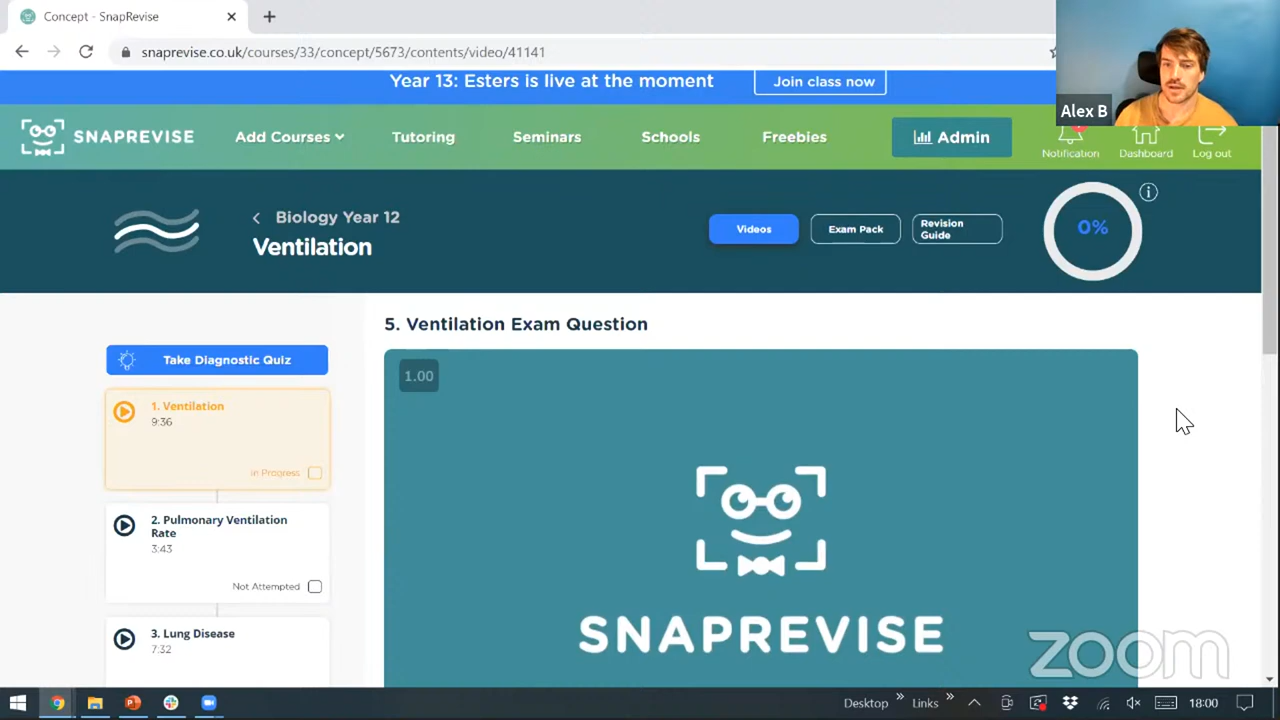 Concept - SnapRevise
snaprevise.co.uk/courses/33/concept/5673/contents/video/41141
Year 13: Esters is live at the moment
Join class now
Alex B
SNAPREVISE
Add Courses
Tutoring
Seminars
Schools
Freebies
Admin
Notification
Dashboard
Log out
Biology Year 12
Ventilation
Videos
Exam Pack
Revision
Guide
0%
5. Ventilation Exam Question
Take Diagnostic Quiz
1. Ventilation
9:36
In Progress
2. Pulmonary Ventilation
Rate
3:43
Not Attempted
3. Lung Disease
7:32
1.00
SNAPREVISE
zoom
Desktop
Links
18:00